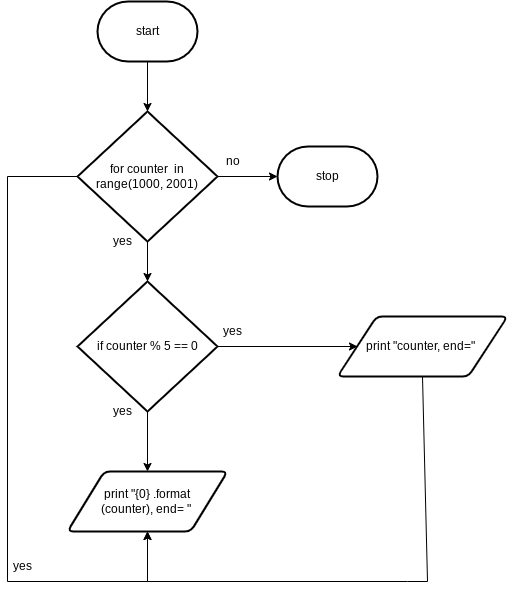 start
for counter  in
range(1000, 2001)
no
stop
yes
if counter % 5 == 0
yes
print "counter, end="
yes
print "{0} .format
(counter), end= "
yes